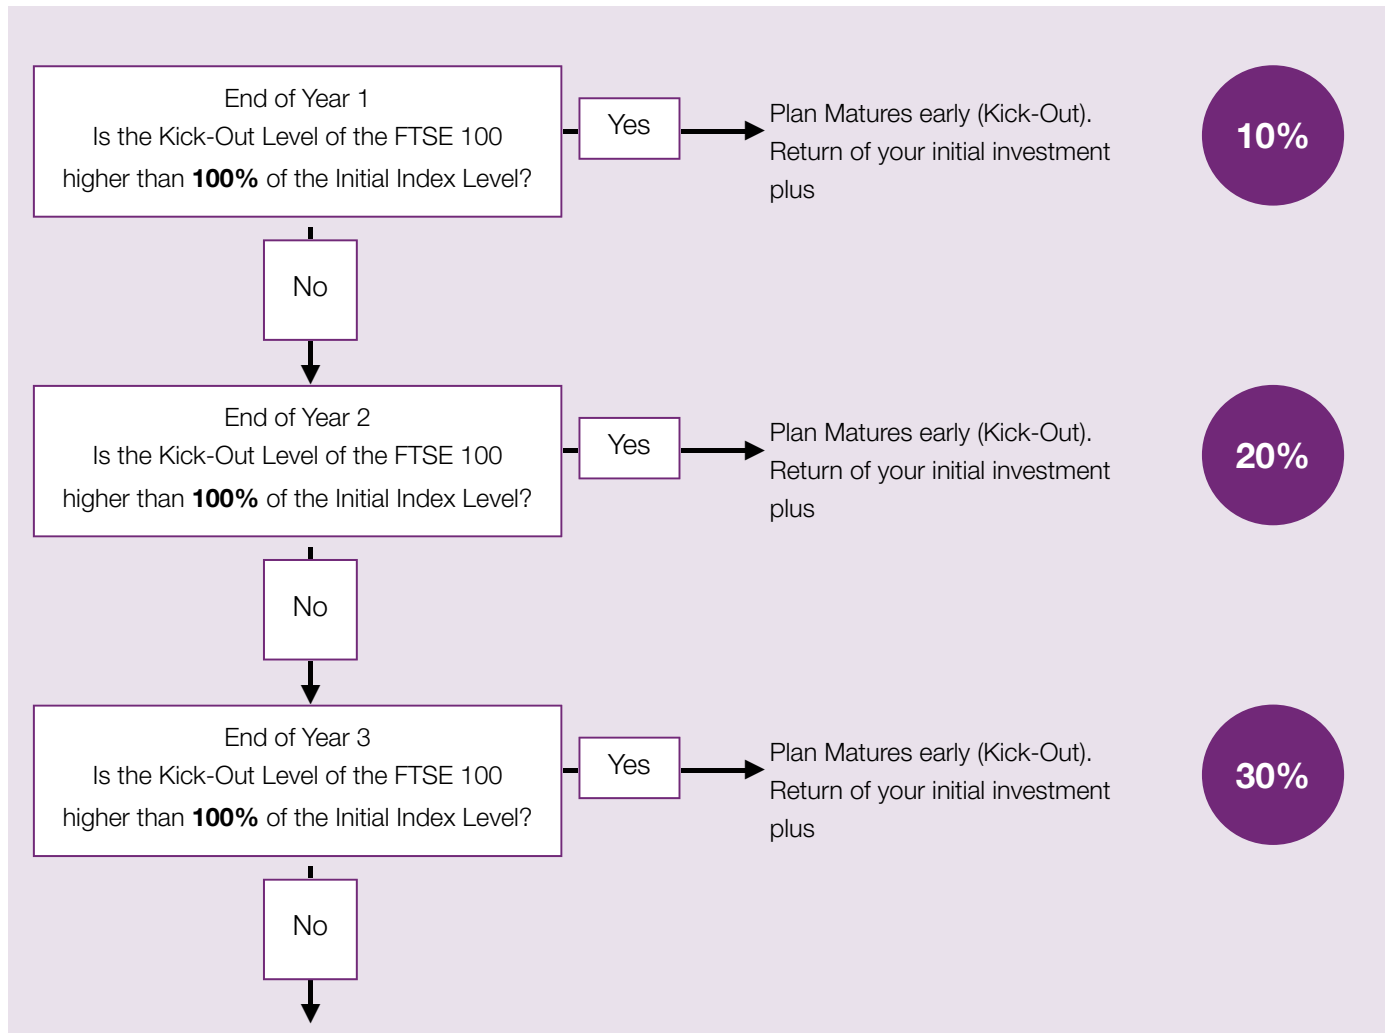 End of Year 1
Is the Kick-Out Level of the FTSE 100
higher than 100% of the Initial Index Level?
Yes
Plan Matures early (Kick-Out).
Return of your initial investment
plus
10%
No
End of Year 2
Is the Kick-Out Level of the FTSE 100
higher than 100% of the Initial Index Level?
Yes
Plan Matures early (Kick-Out).
Return of your initial investment
plus
20%
No
End of Year 3
Is the Kick-Out Level of the FTSE 100
higher than 100% of the Initial Index Level?
Yes
Plan Matures early (Kick-Out).
Return of your initial investment
plus
30%
No